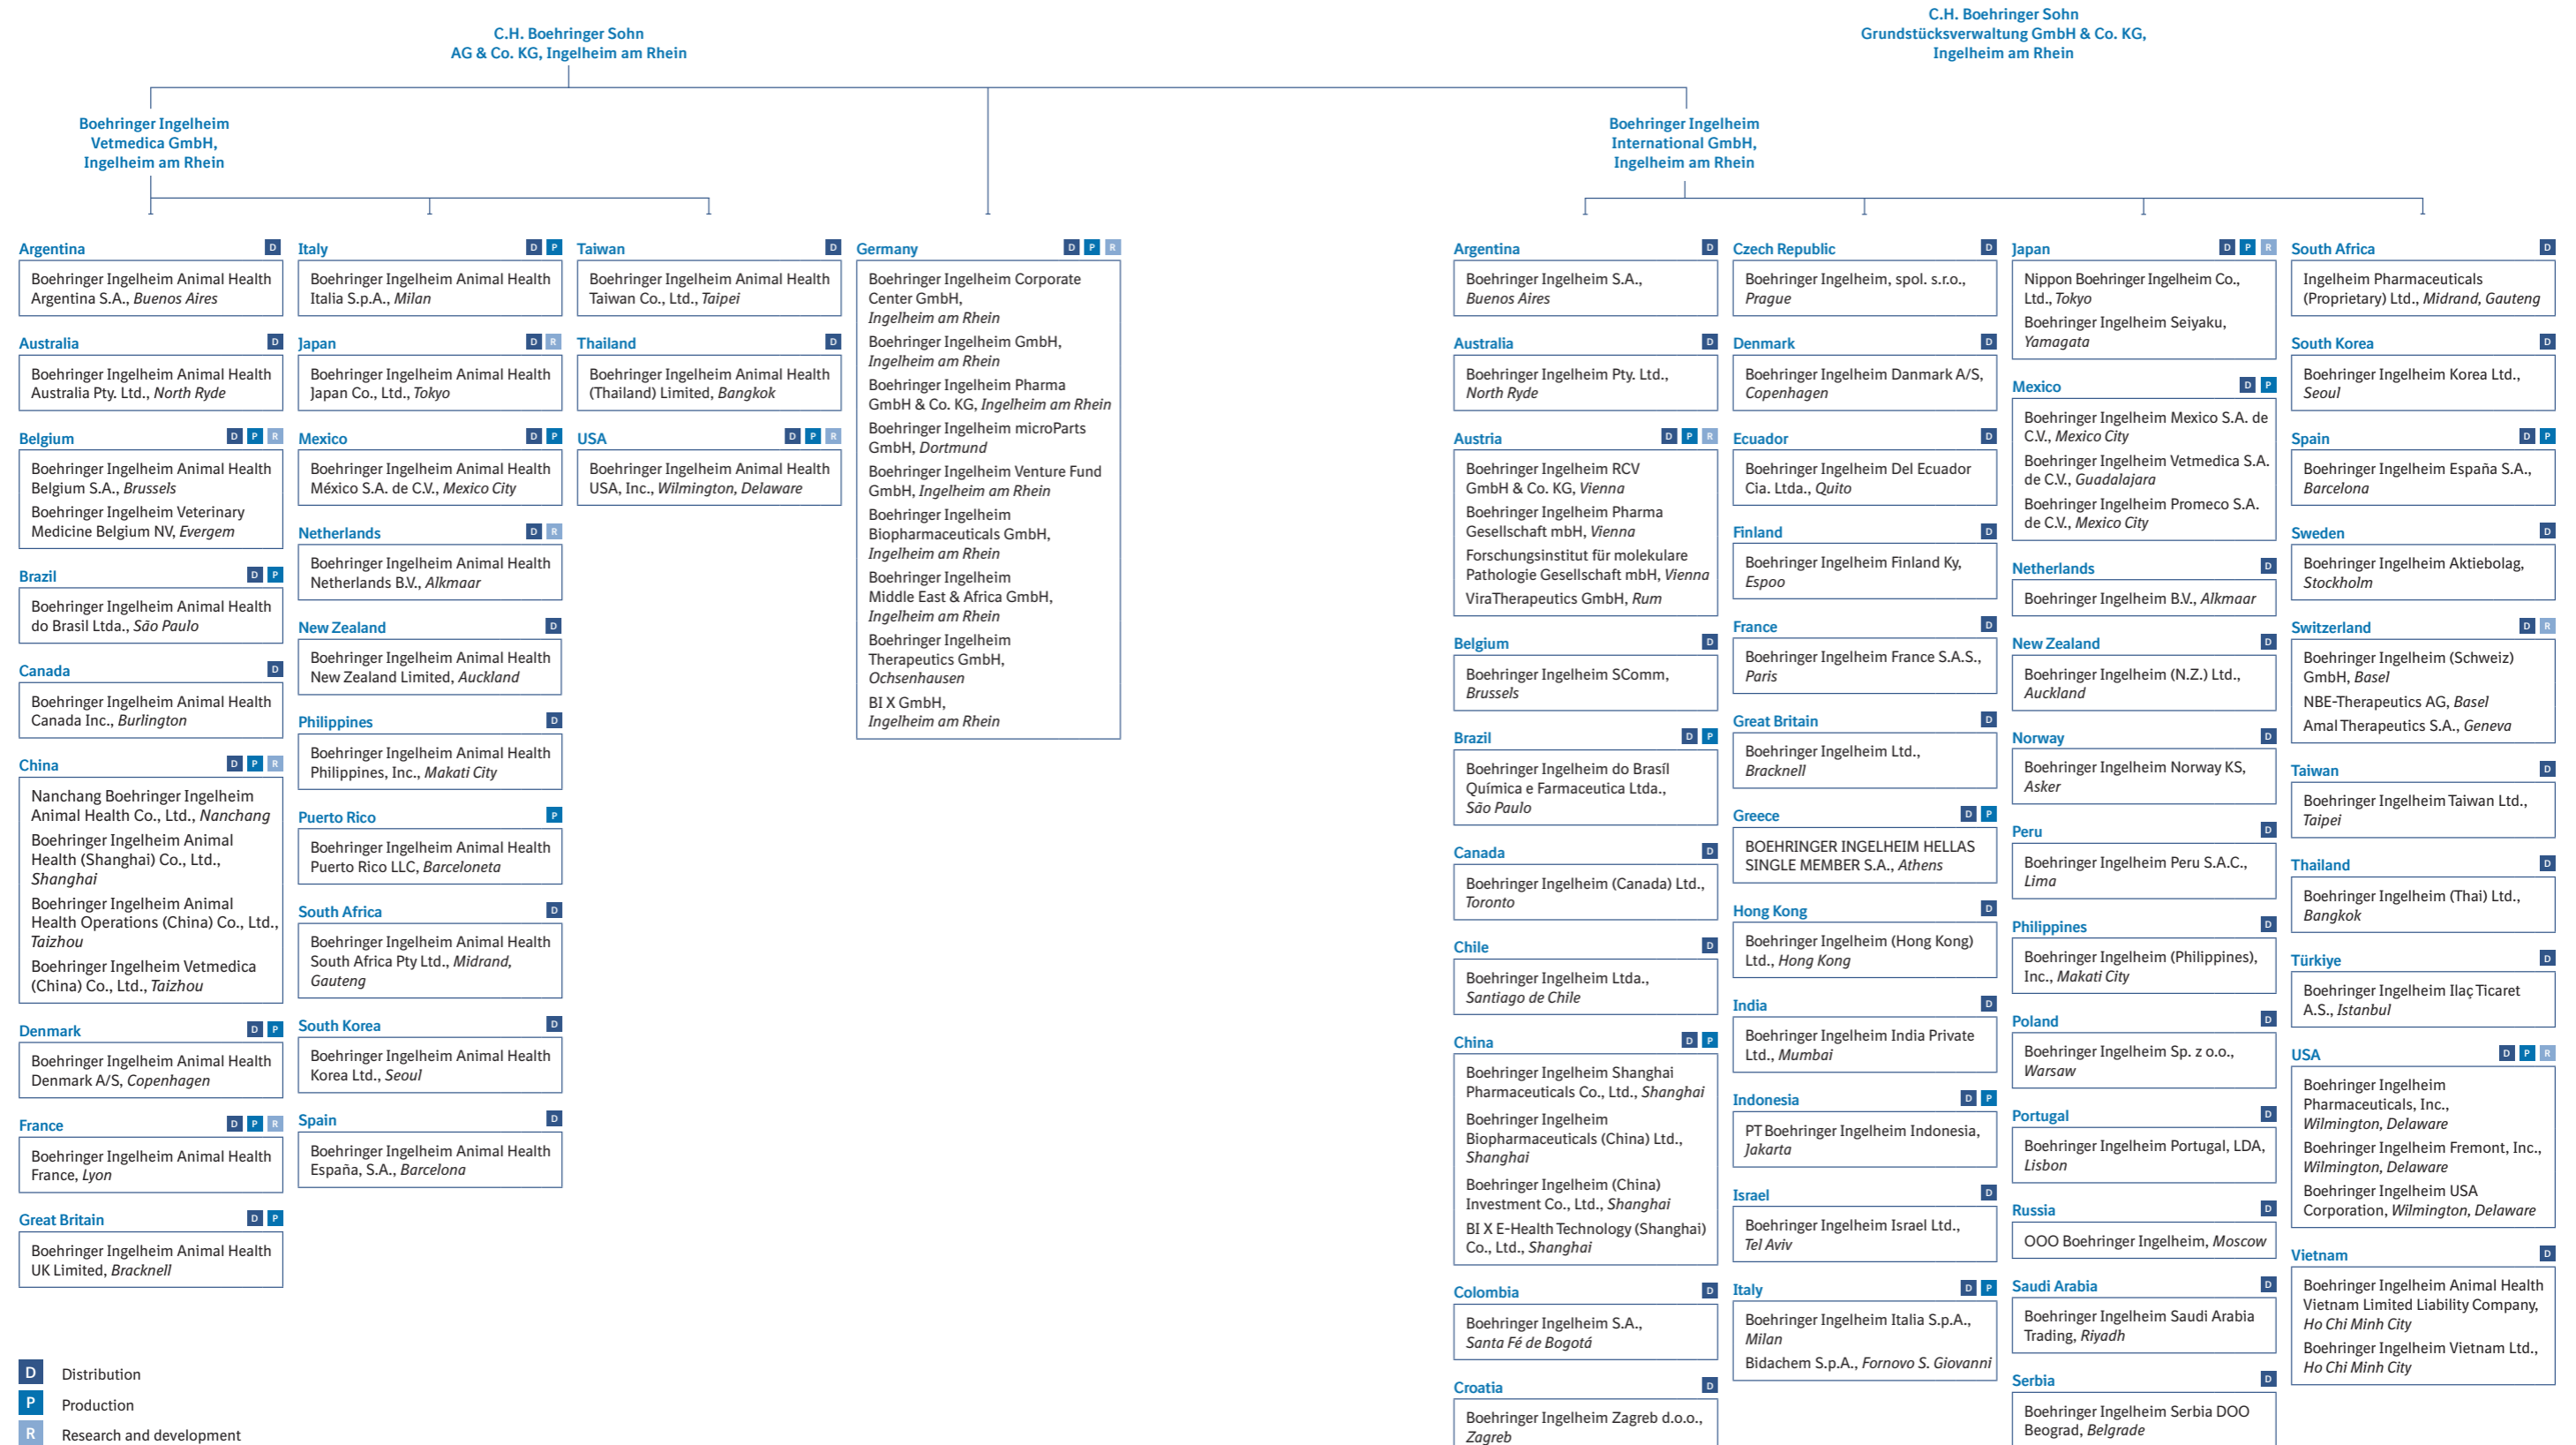 C.H. Boehringer Sohn
AG & Co. KG, Ingelheim am Rhein
C.H. Boehringer Sohn
Grundstücksverwaltung GmbH & Co. KG,
Ingelheim am Rhein
Boehringer Ingelheim
Vetmedica GmbH,
Ingelheim am Rhein
Boehringer Ingelheim
International GmbH,
Ingelheim am Rhein
Argentina D
Boehringer Ingelheim Animal Health
Argentina S.A., Buenos Aires
Australia D
Boehringer Ingelheim Animal Health
Australia Pty. Ltd., North Ryde
Belgium D P R
Boehringer Ingelheim Animal Health
Belgium S.A., Brussels
Boehringer Ingelheim Veterinary
Medicine Belgium NV, Evergem
Brazil D P
Boehringer Ingelheim Animal Health
do Brasil Ltda., São Paulo
Canada D
Boehringer Ingelheim Animal Health
Canada Inc., Burlington
China D P R
Nanchang Boehringer Ingelheim
Animal Health Co., Ltd., Nanchang
Boehringer Ingelheim Animal
Health (Shanghai) Co., Ltd.,
Shanghai
Boehringer Ingelheim Animal
Health Operations (China) Co., Ltd.,
Taizhou
Boehringer Ingelheim Vetmedica
(China) Co., Ltd., Taizhou
Denmark D P
Boehringer Ingelheim Animal Health
Denmark A/S, Copenhagen
France D P R
Boehringer Ingelheim Animal Health
France, Lyon
Great Britain D P
Boehringer Ingelheim Animal Health
UK Limited, Bracknell
Italy D P
Boehringer Ingelheim Animal Health
Italia S.p.A., Milan
Japan D R
Boehringer Ingelheim Animal Health
Japan Co., Ltd., Tokyo
Mexico D P
Boehringer Ingelheim Animal Health
México S.A. de C.V., Mexico City
Netherlands D R
Boehringer Ingelheim Animal Health
Netherlands B.V., Alkmaar
New Zealand D
Boehringer Ingelheim Animal Health
New Zealand Limited, Auckland
Philippines D
Boehringer Ingelheim Animal Health
Philippines, Inc., Makati City
Puerto Rico P
Boehringer Ingelheim Animal Health
Puerto Rico LLC, Barceloneta
South Africa D
Boehringer Ingelheim Animal Health
South Africa Pty Ltd., Midrand,
Gauteng
South Korea D
Boehringer Ingelheim Animal Health
Korea Ltd., Seoul
Spain D
Boehringer Ingelheim Animal Health
España, S.A., Barcelona
Taiwan D
Boehringer Ingelheim Animal Health
Taiwan Co., Ltd., Taipei
Thailand D
Boehringer Ingelheim Animal Health
(Thailand) Limited, Bangkok
USA D P R
Boehringer Ingelheim Animal Health
USA, Inc., Wilmington, Delaware
Germany D P R
Boehringer Ingelheim Corporate
Center GmbH,
Ingelheim am Rhein
Boehringer Ingelheim GmbH,
Ingelheim am Rhein
Boehringer Ingelheim Pharma
GmbH & Co. KG, Ingelheim am Rhein
Boehringer Ingelheim microParts
GmbH, Dortmund
Boehringer Ingelheim Venture Fund
GmbH, Ingelheim am Rhein
Boehringer Ingelheim
Biopharmaceuticals GmbH,
Ingelheim am Rhein
Boehringer Ingelheim
Middle East & Africa GmbH,
Ingelheim am Rhein
Boehringer Ingelheim
Therapeutics GmbH,
Ochsenhausen
BI X GmbH,
Ingelheim am Rhein
Argentina D
Boehringer Ingelheim S.A.,
Buenos Aires
Australia D
Boehringer Ingelheim Pty. Ltd.,
North Ryde
Austria D P R
Boehringer Ingelheim RCV
GmbH & Co. KG, Vienna
Boehringer Ingelheim Pharma
Gesellschaft mbH, Vienna
Forschungsinstitut für molekulare
Pathologie Gesellschaft mbH, Vienna
ViraTherapeutics GmbH, Rum
Belgium D
Boehringer Ingelheim SComm,
Brussels
Brazil D P
Boehringer Ingelheim do Brasíl
Química e Farmaceutica Ltda.,
São Paulo
Canada D
Boehringer Ingelheim (Canada) Ltd.,
Toronto
Chile D
Boehringer Ingelheim Ltda.,
Santiago de Chile
China D P
Boehringer Ingelheim Shanghai
Pharmaceuticals Co., Ltd., Shanghai
Boehringer Ingelheim
Biopharmaceuticals (China) Ltd.,
Shanghai
Boehringer Ingelheim (China)
Investment Co., Ltd., Shanghai
BI X E-Health Technology (Shanghai)
Co., Ltd., Shanghai
Colombia D
Boehringer Ingelheim S.A.,
Santa Fé de Bogotá
Croatia D
Boehringer Ingelheim Zagreb d.o.o.,
Zagreb
Czech Republic D
Boehringer Ingelheim, spol. s.r.o.,
Prague
Denmark D
Boehringer Ingelheim Danmark A/S,
Copenhagen
Ecuador D
Boehringer Ingelheim Del Ecuador
Cia. Ltda., Quito
Finland D
Boehringer Ingelheim Finland Ky,
Espoo
France D
Boehringer Ingelheim France S.A.S.,
Paris
Great Britain D
Boehringer Ingelheim Ltd.,
Bracknell
Greece D P
BOEHRINGER INGELHEIM HELLAS
SINGLE MEMBER S.A., Athens
Hong Kong D
Boehringer Ingelheim (Hong Kong)
Ltd., Hong Kong
India D
Boehringer Ingelheim India Private
Ltd., Mumbai
Indonesia D P
PT Boehringer Ingelheim Indonesia,
Jakarta
Israel D
Boehringer Ingelheim Israel Ltd.,
Tel Aviv
Italy D P
Boehringer Ingelheim Italia S.p.A.,
Milan
Bidachem S.p.A., Fornovo S. Giovanni
Japan D P R
Nippon Boehringer Ingelheim Co.,
Ltd., Tokyo
Boehringer Ingelheim Seiyaku,
Yamagata
Mexico D P
Boehringer Ingelheim Mexico S.A. de
C.V., Mexico City
Boehringer Ingelheim Vetmedica S.A.
de C.V., Guadalajara
Boehringer Ingelheim Promeco S.A.
de C.V., Mexico City
Netherlands D
Boehringer Ingelheim B.V., Alkmaar
New Zealand D
Boehringer Ingelheim (N.Z.) Ltd.,
Auckland
Norway D
Boehringer Ingelheim Norway KS,
Asker
Peru D
Boehringer Ingelheim Peru S.A.C.,
Lima
Philippines D
Boehringer Ingelheim (Philippines),
Inc., Makati City
Poland D
Boehringer Ingelheim Sp. z o.o.,
Warsaw
Portugal D
Boehringer Ingelheim Portugal, LDA,
Lisbon
Russia D
OOO Boehringer Ingelheim, Moscow
Saudi Arabia D
Boehringer Ingelheim Saudi Arabia
Trading, Riyadh
Serbia D
Boehringer Ingelheim Serbia DOO
Beograd, Belgrade
South Africa D
Ingelheim Pharmaceuticals
(Proprietary) Ltd., Midrand, Gauteng
South Korea D
Boehringer Ingelheim Korea Ltd.,
Seoul
Spain D P
Boehringer Ingelheim España S.A.,
Barcelona
Sweden D
Boehringer Ingelheim Aktiebolag,
Stockholm
Switzerland D R
Boehringer Ingelheim (Schweiz)
GmbH, Basel
NBE-Therapeutics AG, Basel
Amal Therapeutics S.A., Geneva
Taiwan D
Boehringer Ingelheim Taiwan Ltd.,
Taipei
Thailand D
Boehringer Ingelheim (Thai) Ltd.,
Bangkok
Türkiye D
Boehringer Ingelheim Ilaç Ticaret
A.S., Istanbul
USA D P R
Boehringer Ingelheim
Pharmaceuticals, Inc.,
Wilmington, Delaware
Boehringer Ingelheim Fremont, Inc.,
Wilmington, Delaware
Boehringer Ingelheim USA
Corporation, Wilmington, Delaware
Vietnam D
Boehringer Ingelheim Animal Health
Vietnam Limited Liability Company,
Ho Chi Minh City
Boehringer Ingelheim Vietnam Ltd.,
Ho Chi Minh City
D Distribution
P Production
R Research and development